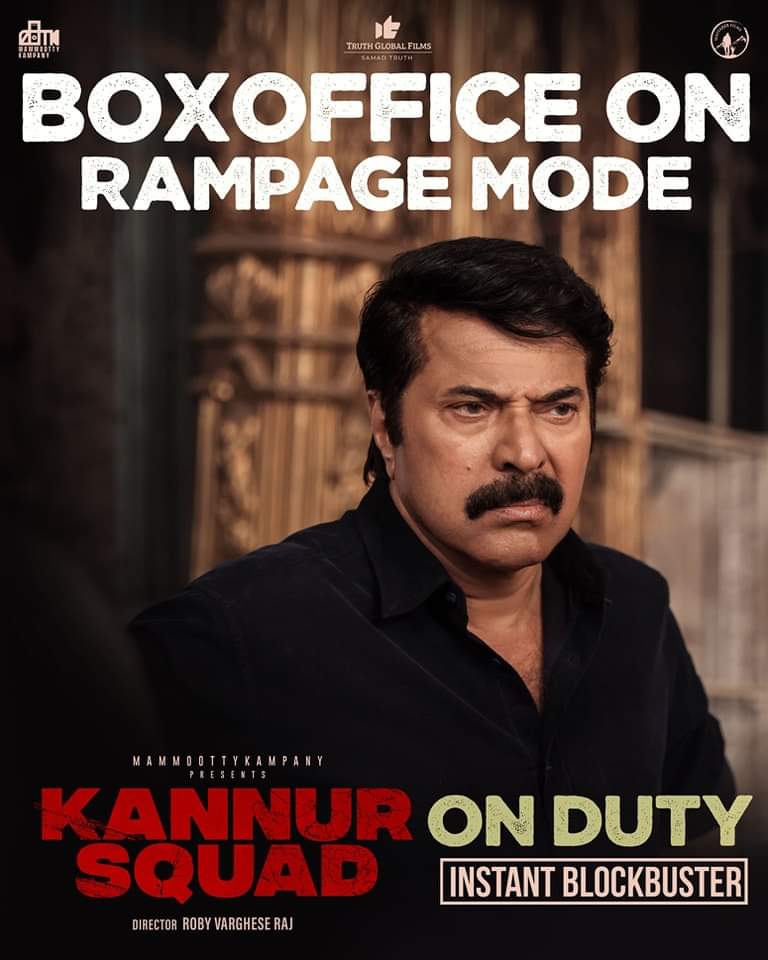 MAMMOOTTY
KAMPANY
TRUTH GLOBAL FILMS
SAMAD TRUTH
BOXOFFICE ON
RAMPAGE MODE
MAMMOOTTYKAMPANY
PRESENTS
KANNUR
SQUAD
ON DUTY
INSTANT BLOCKBUSTER
DIRECTOR ROBY VARGHESE RAJ